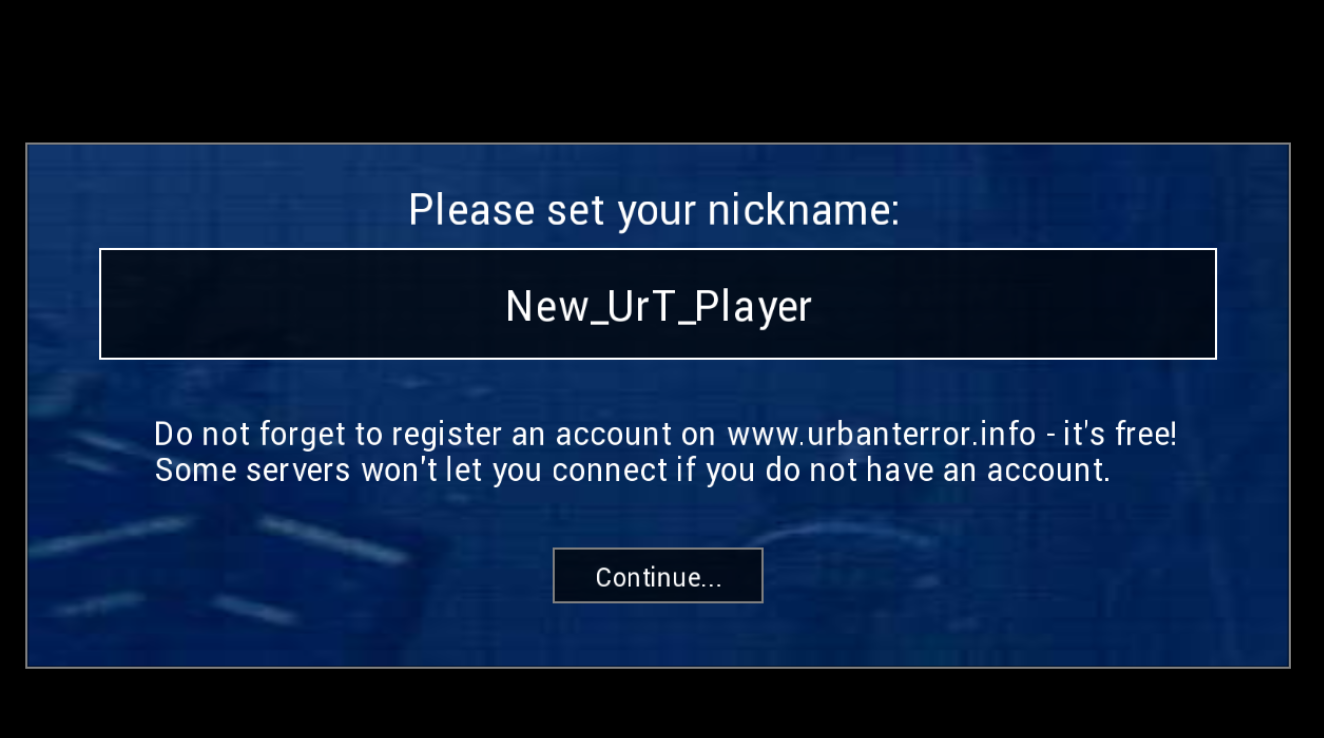 Please set your nickname:
New_UrT_Player
Do not forget to register an account on www.urbanterror.info - it's free!
Some servers won't let you connect if you do not have an account.
Continue...